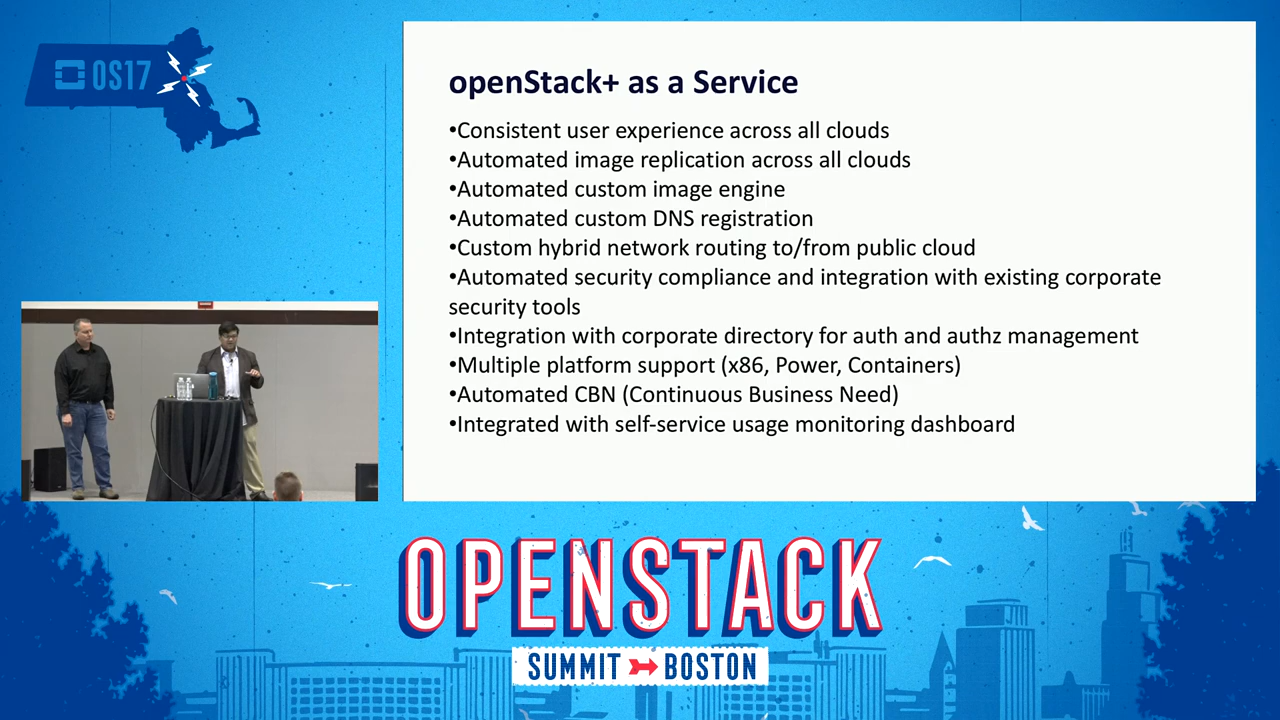 OS17
openStack+ as a Service
•Consistent user experience across all clouds
•Automated image replication across all clouds
•Automated custom image engine
•Automated custom DNS registration
•Custom hybrid network routing to/from public cloud
•Automated security compliance and integration with existing corporate
security tools
•Integration with corporate directory for auth and authz management
•Multiple platform support (x86, Power, Containers)
•Automated CBN (Continuous Business Need)
•Integrated with self-service usage monitoring dashboard
OPENSTACK
SUMMIT BOSTON